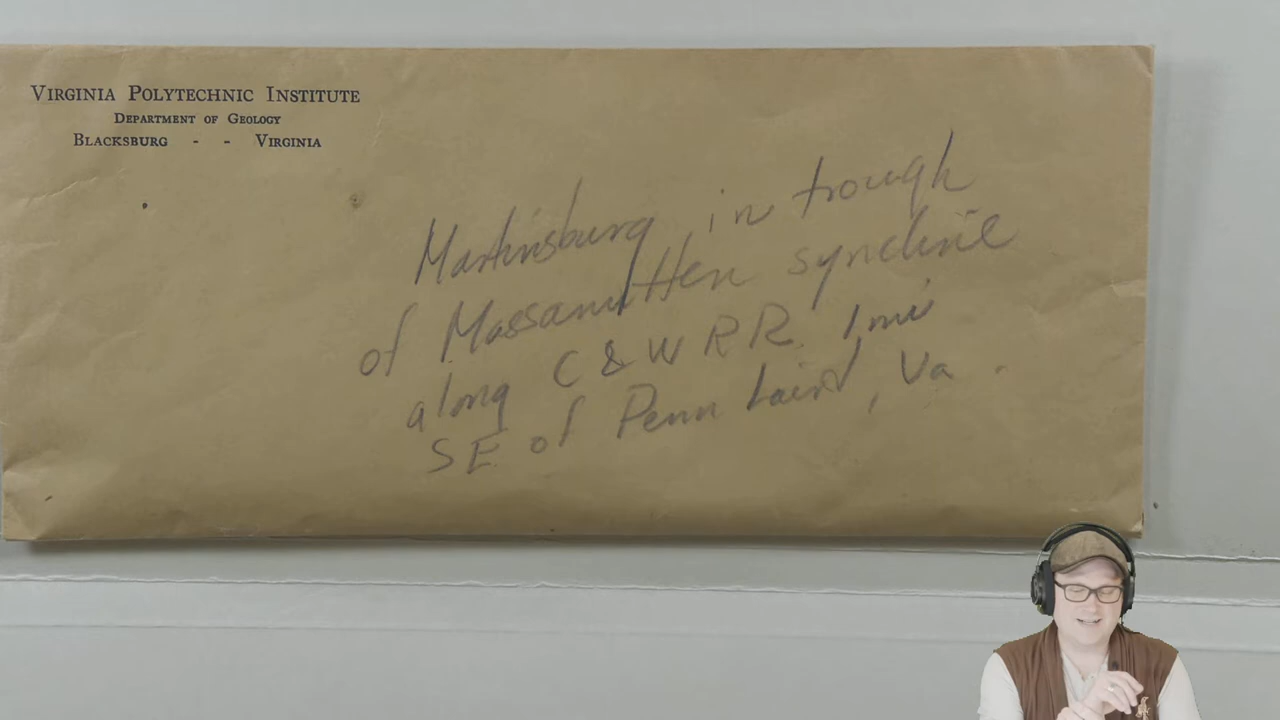 VIRGINIA POLYTECHNIC INSTITUTE
DEPARTMENT OF GEOLOGY
BLACKSBURG - - VIRGINIA
Martinsburg in trough
of Massanutten syncline
along C & W RR. 1 mi
SE of Penn Laird, Va.